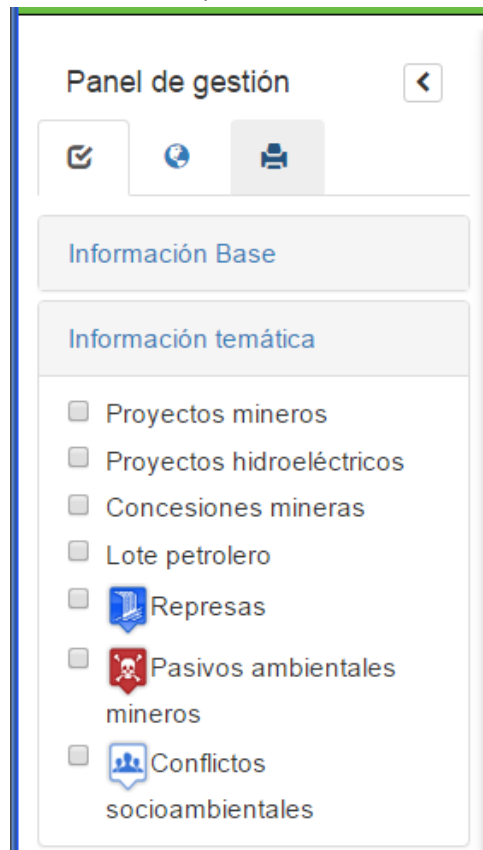 Panel de gestión
Información Base
Información temática
Proyectos mineros
Proyectos hidroeléctricos
Concesiones mineras
Lote petrolero
Represas
Pasivos ambientales
mineros
Conflictos
socioambientales